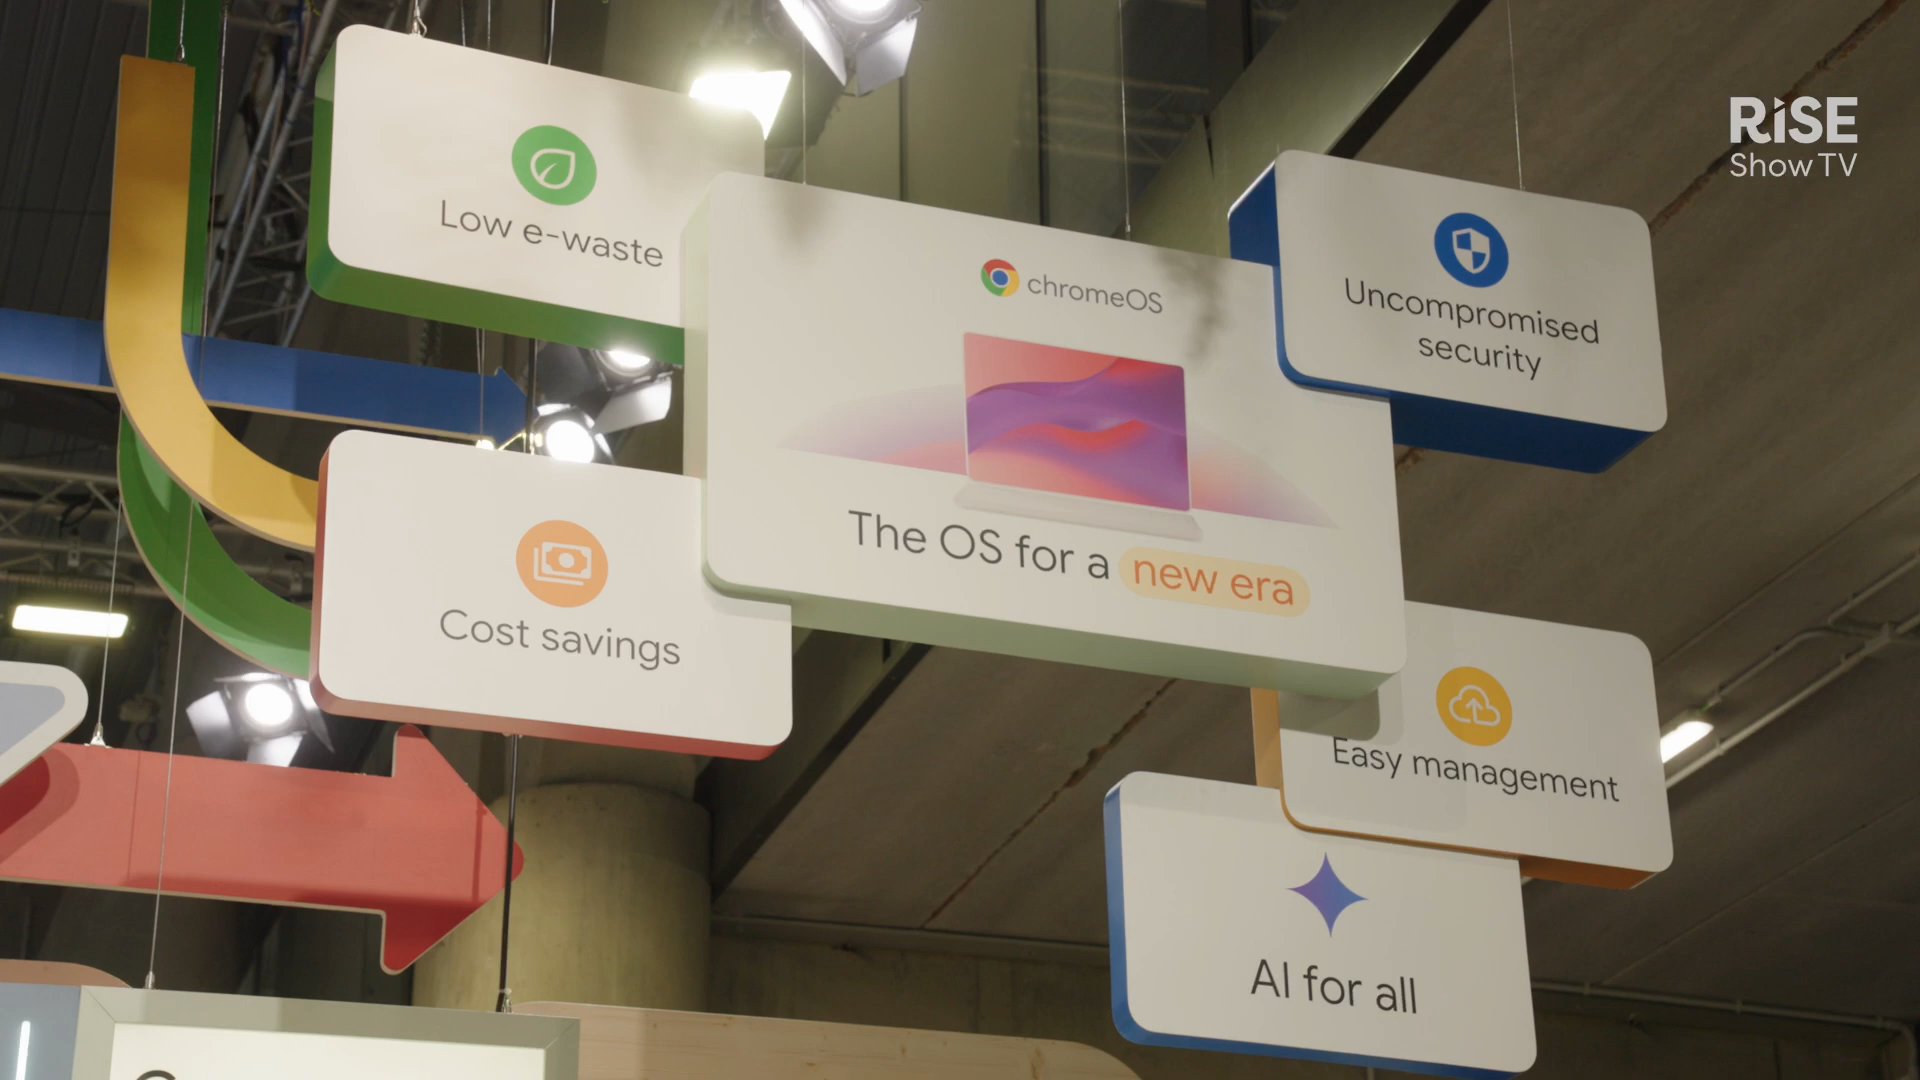 RiSE
Show TV
Low e-waste
chromeOS
The OS for a new era
Uncompromised
security
Cost savings
Easy management
AI for all